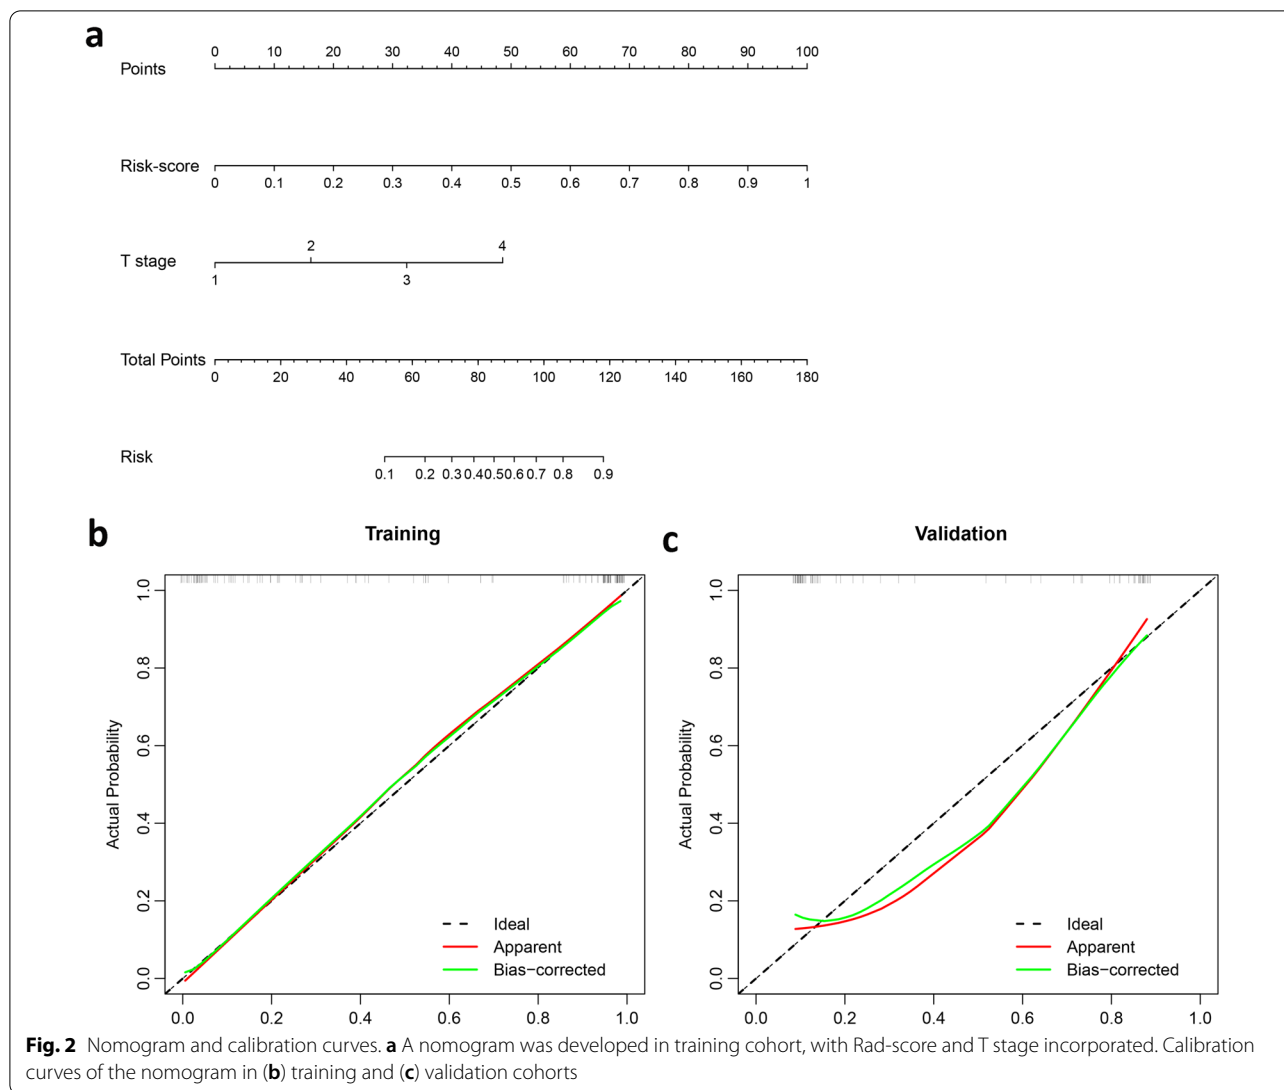 a
0 10 20 30 40 50 60 70 80 90 100
Points
Risk-score
0 0.1 0.2 0.3 0.4 0.5 0.6 0.7 0.8 0.9 1
2 4
T stage
1 3
Total Points
0 20 40 60 80 100 120 140 160 180
Risk
0.1 0.2 0.3 0.4 0.5 0.6 0.7 0.8 0.9
b Training
Actual Probability
1.0
0.8
0.6
0.4
0.2
0.0
Ideal
Apparent
Bias−corrected
0.0 0.2 0.4 0.6 0.8 1.0
c Validation
Actual Probability
1.0
0.8
0.6
0.4
0.2
0.0
Ideal
Apparent
Bias−corrected
0.0 0.2 0.4 0.6 0.8 1.0
Fig. 2 Nomogram and calibration curves. a A nomogram was developed in training cohort, with Rad-score and T stage incorporated. Calibration
curves of the nomogram in (b) training and (c) validation cohorts